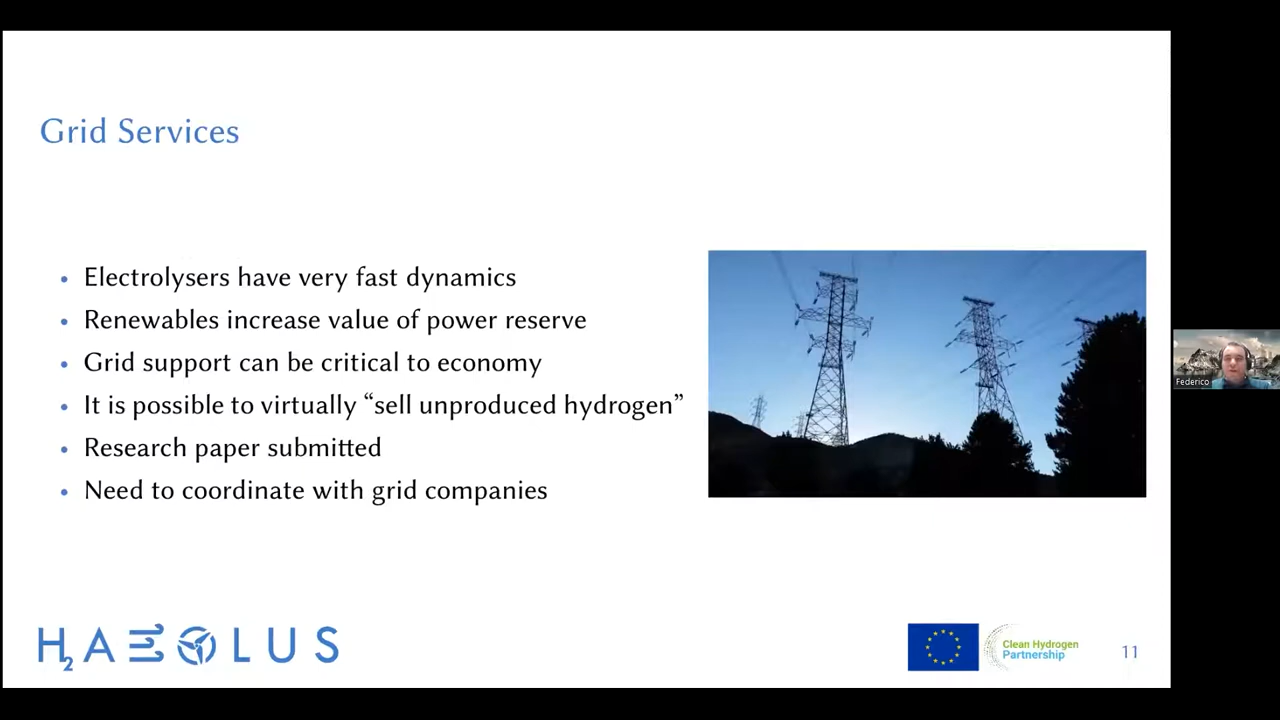 Grid Services
Electrolysers have very fast dynamics
Renewables increase value of power reserve
Grid support can be critical to economy
It is possible to virtually “sell unproduced hydrogen”
Research paper submitted
Need to coordinate with grid companies
Federico
H2AEOLUS
Clean Hydrogen
Partnership
11